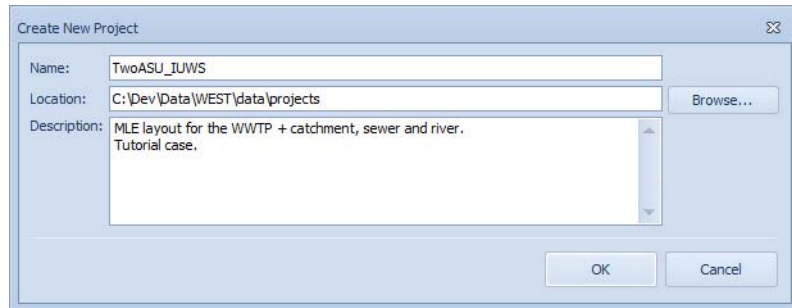 Create New Project
Name: TwoASU_IUWS
Location: C:\Dev\Data\WEST\data\projects Browse...
Description: MLE layout for the WWTP + catchment, sewer and river.
Tutorial case.
OK Cancel